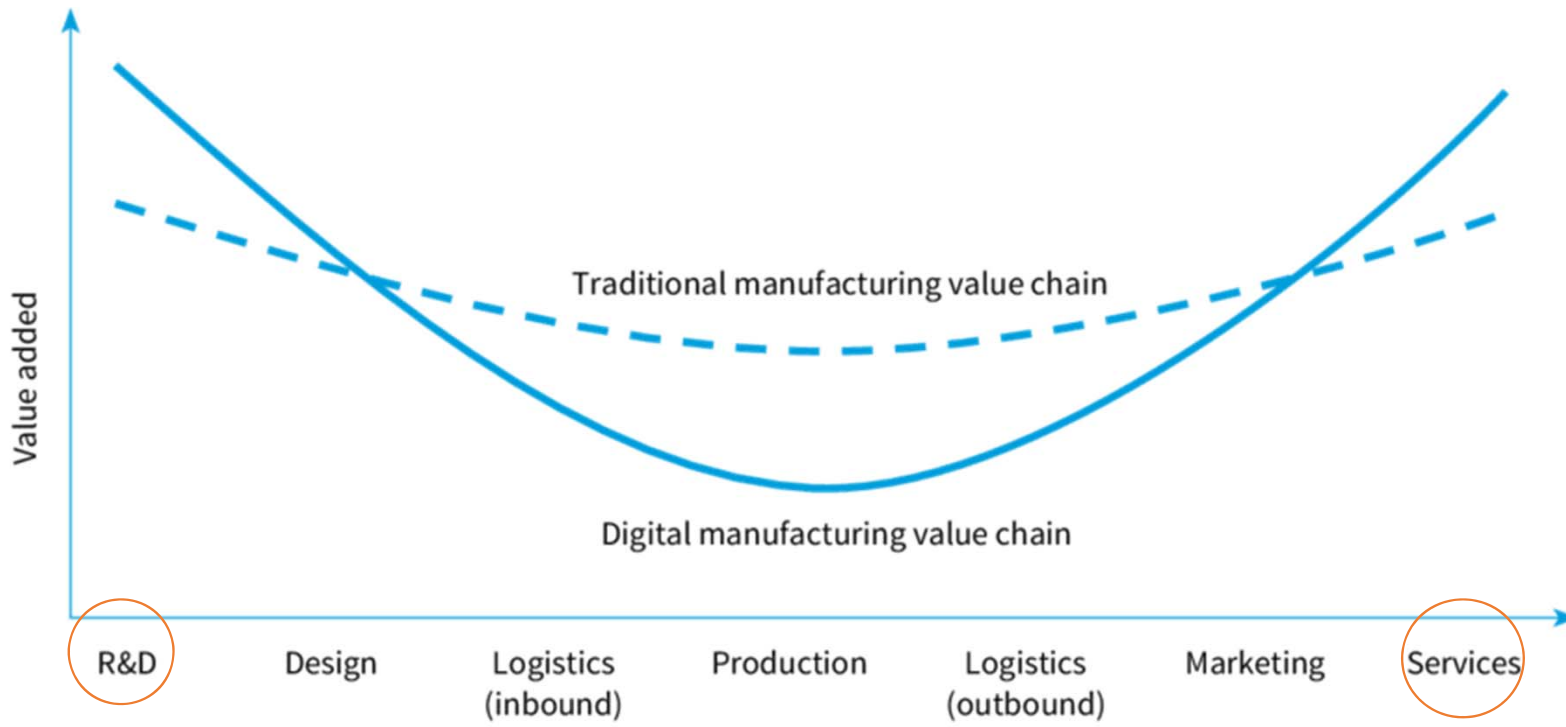 Value added
Traditional manufacturing value chain
Digital manufacturing value chain
R&D
Design
Logistics
(inbound)
Production
Logistics
(outbound)
Marketing
Services